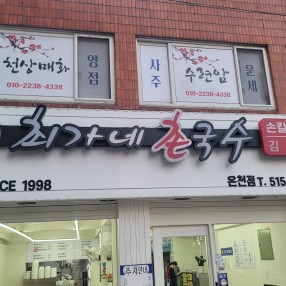 천상매화
영점
010-2238-4338
사주
수련암
운세
010-2238-4338
최가네 촌국수
손칼
김
CE 1998
온천점 T. 515